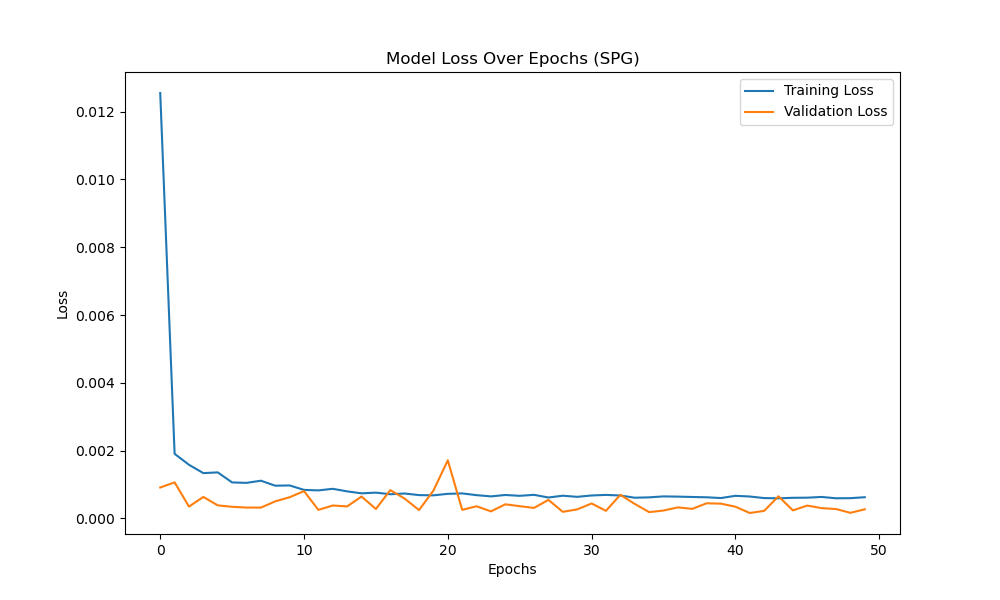 Model Loss Over Epochs (SPG)
Training Loss
Validation Loss
0.012
0.010
0.008
0.006
0.004
0.002
0.000
Loss
0 10 20 30 40 50
Epochs